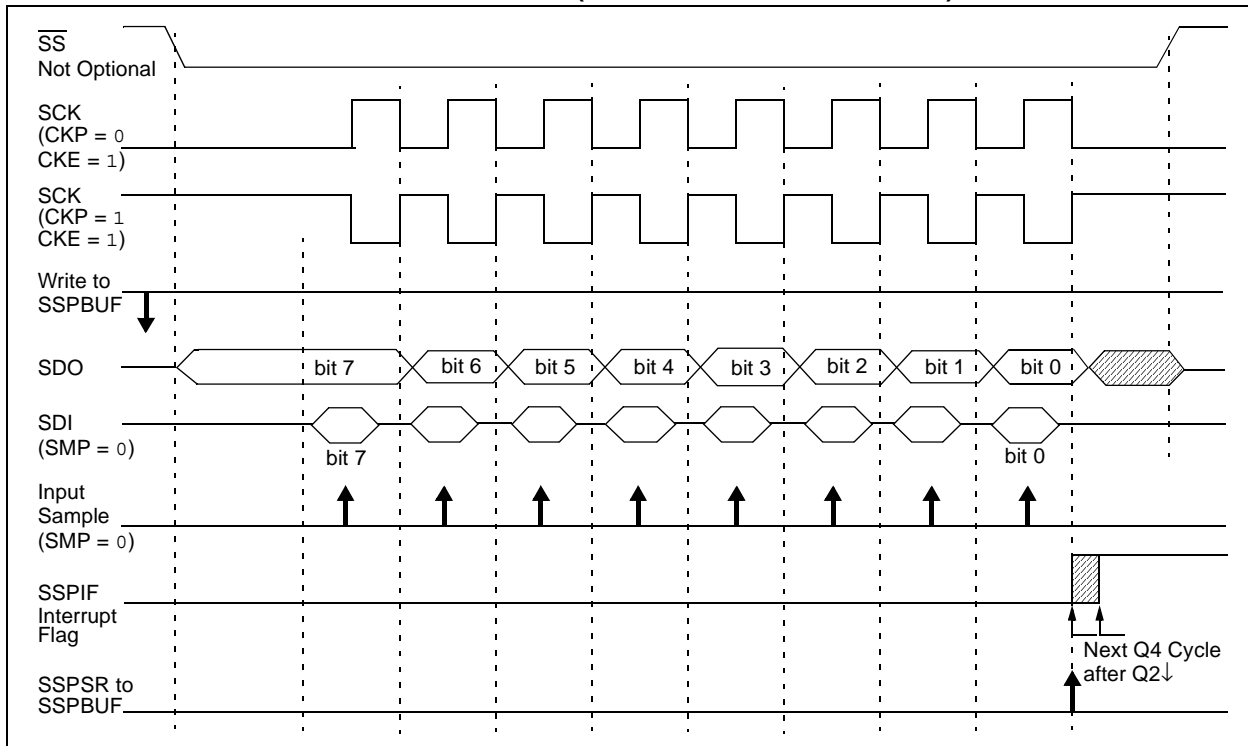 SS
Not Optional
SCK
(CKP = 0
CKE = 1)
SCK
(CKP = 1
CKE = 1)
Write to
SSPBUF
SDO
bit 7 bit 6 bit 5 bit 4 bit 3 bit 2 bit 1 bit 0
SDI
(SMP = 0)
bit 7 bit 0
Input
Sample
(SMP = 0)
SSPIF
Interrupt
Flag
Next Q4 Cycle
after Q2↓
SSPSR to
SSPBUF